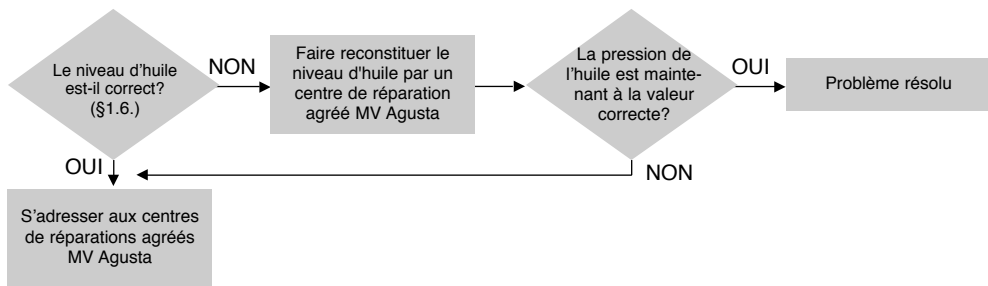 Le niveau d’huile
est-il correct?
(§1.6.)
NON
Faire reconstituer le
niveau d'huile par un
centre de réparation
agréé MV Agusta
La pression de
l’huile est mainte-
nant à la valeur
correcte?
OUI
Problème résolu
OUI
NON
S’adresser aux centres
de réparations agréés
MV Agusta